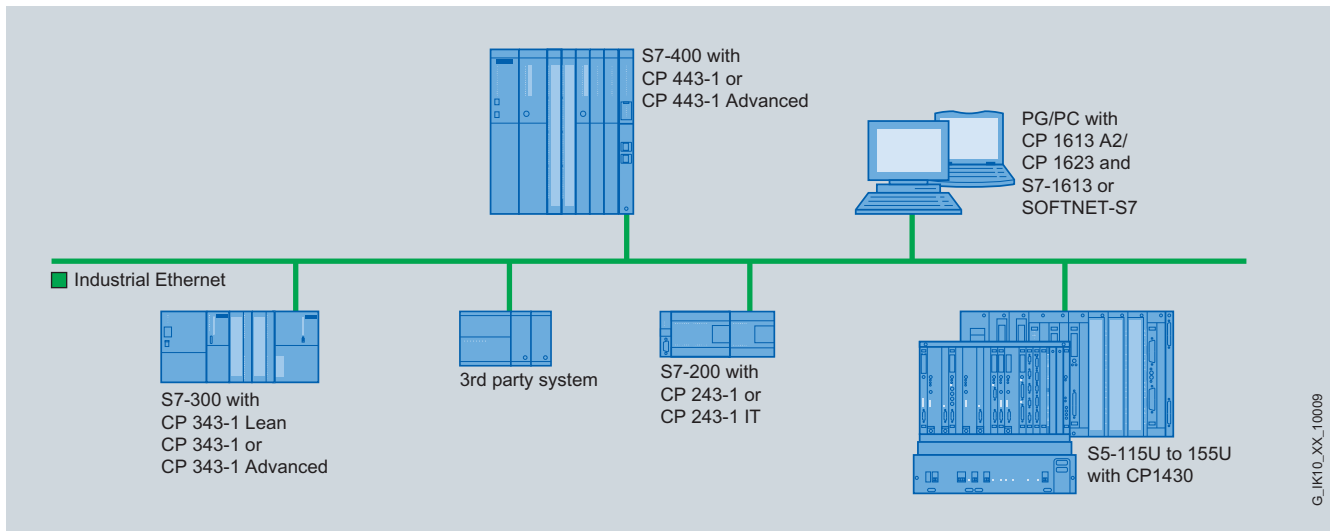 S7-400 with
CP 443-1 or
CP 443-1 Advanced
PG/PC with
CP 1613 A2/
CP 1623 and
S7-1613 or
SOFTNET-S7
Industrial Ethernet
S7-300 with
CP 343-1 Lean
CP 343-1 or
CP 343-1 Advanced
3rd party system
S7-200 with
CP 243-1 or
CP 243-1 IT
S5-115U to 155U
with CP1430
G_IK10_XX_10009